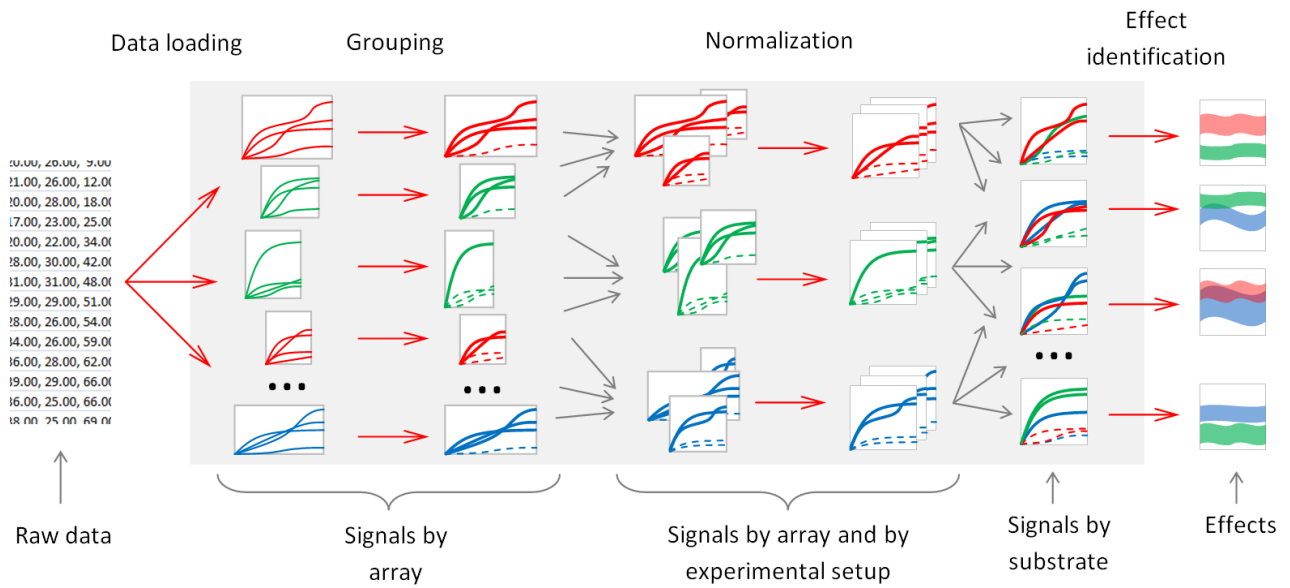 Data loading
Grouping
Normalization
Effect
identification
20.00, 26.00, 9.00
21.00, 26.00, 12.00
20.00, 28.00, 18.00
17.00, 23.00, 25.00
20.00, 22.00, 34.00
28.00, 30.00, 42.00
31.00, 31.00, 48.00
29.00, 29.00, 51.00
28.00, 26.00, 54.00
34.00, 26.00, 59.00
36.00, 28.00, 62.00
39.00, 29.00, 66.00
36.00, 25.00, 66.00
38.00, 25.00, 69.00
Raw data
Signals by
array
Signals by array and by
experimental setup
Signals by
substrate
Effects